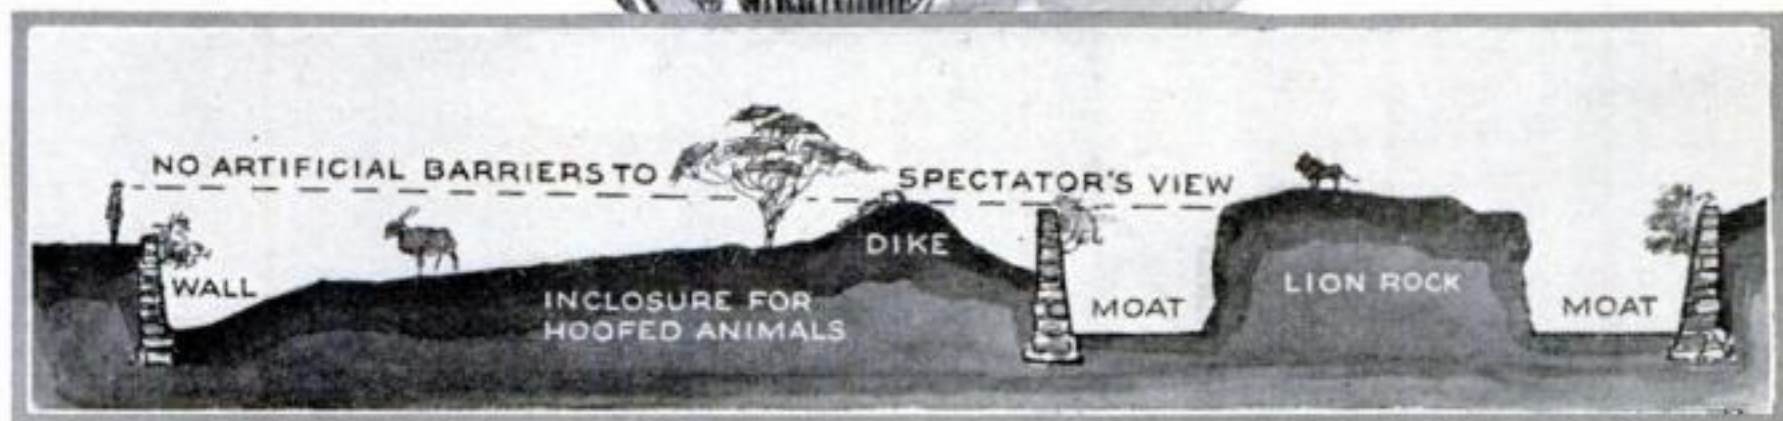 NO ARTIFICIAL BARRIERS TO SPECTATOR'S VIEW
WALL
INCLOSURE FOR
HOOFED ANIMALS
DIKE
MOAT
LION ROCK
MOAT